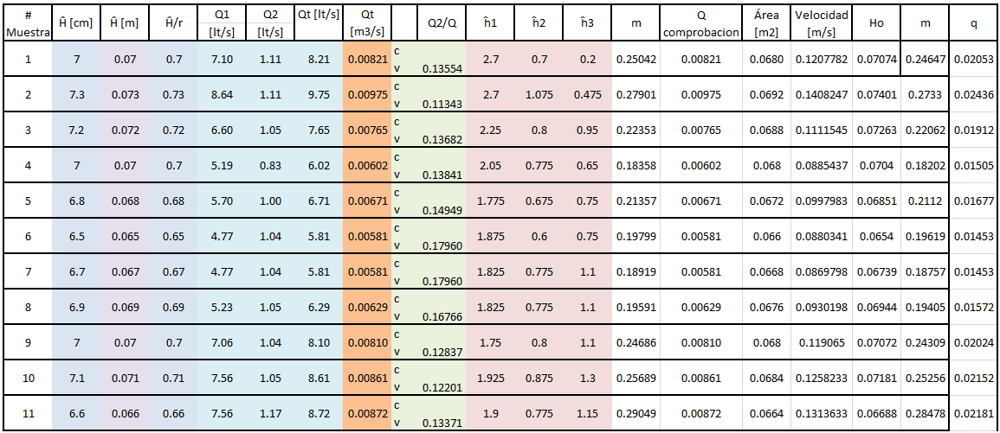 # Muestra Ĥ [cm] Ĥ [m] Ĥ/r Q1 [lt/s] Q2 [lt/s] Qt [lt/s] Qt [m3/s] Q2/Q ĥ1 ĥ2 ĥ3 m Q comprobacion Área [m2] Velocidad [m/s] Ho m q
1 7 0.07 0.7 7.10 1.11 8.21 0.00821 c v 0.13554 2.7 0.7 0.2 0.25042 0.00821 0.0680 0.1207782 0.07074 0.24647 0.02053
2 7.3 0.073 0.73 8.64 1.11 9.75 0.00975 c v 0.11343 2.7 1.075 0.475 0.27901 0.00975 0.0692 0.1408247 0.07401 0.2733 0.02436
3 7.2 0.072 0.72 6.60 1.05 7.65 0.00765 c v 0.13682 2.25 0.8 0.95 0.22353 0.00765 0.0688 0.1111545 0.07263 0.22062 0.01912
4 7 0.07 0.7 5.19 0.83 6.02 0.00602 c v 0.13841 2.05 0.775 0.65 0.18358 0.00602 0.068 0.0885437 0.0704 0.18202 0.01505
5 6.8 0.068 0.68 5.70 1.00 6.71 0.00671 c v 0.14949 1.775 0.675 0.75 0.21357 0.00671 0.0672 0.0997983 0.06851 0.2112 0.01677
6 6.5 0.065 0.65 4.77 1.04 5.81 0.00581 c v 0.17960 1.875 0.6 0.75 0.19799 0.00581 0.066 0.0880341 0.0654 0.19619 0.01453
7 6.7 0.067 0.67 4.77 1.04 5.81 0.00581 c v 0.17960 1.825 0.775 1.1 0.18919 0.00581 0.0668 0.0869798 0.06739 0.18757 0.01453
8 6.9 0.069 0.69 5.23 1.05 6.29 0.00629 c v 0.16766 1.825 0.775 1.1 0.19591 0.00629 0.0676 0.0930198 0.06944 0.19405 0.01572
9 7 0.07 0.7 7.06 1.04 8.10 0.00810 c v 0.12837 1.75 0.8 1.1 0.24686 0.00810 0.068 0.119065 0.07072 0.24309 0.02024
10 7.1 0.071 0.71 7.56 1.05 8.61 0.00861 c v 0.12201 1.925 0.875 1.3 0.25689 0.00861 0.0684 0.1258233 0.07181 0.25256 0.02152
11 6.6 0.066 0.66 7.56 1.17 8.72 0.00872 c v 0.13371 1.9 0.775 1.15 0.29049 0.00872 0.0664 0.1313633 0.06688 0.28478 0.02181